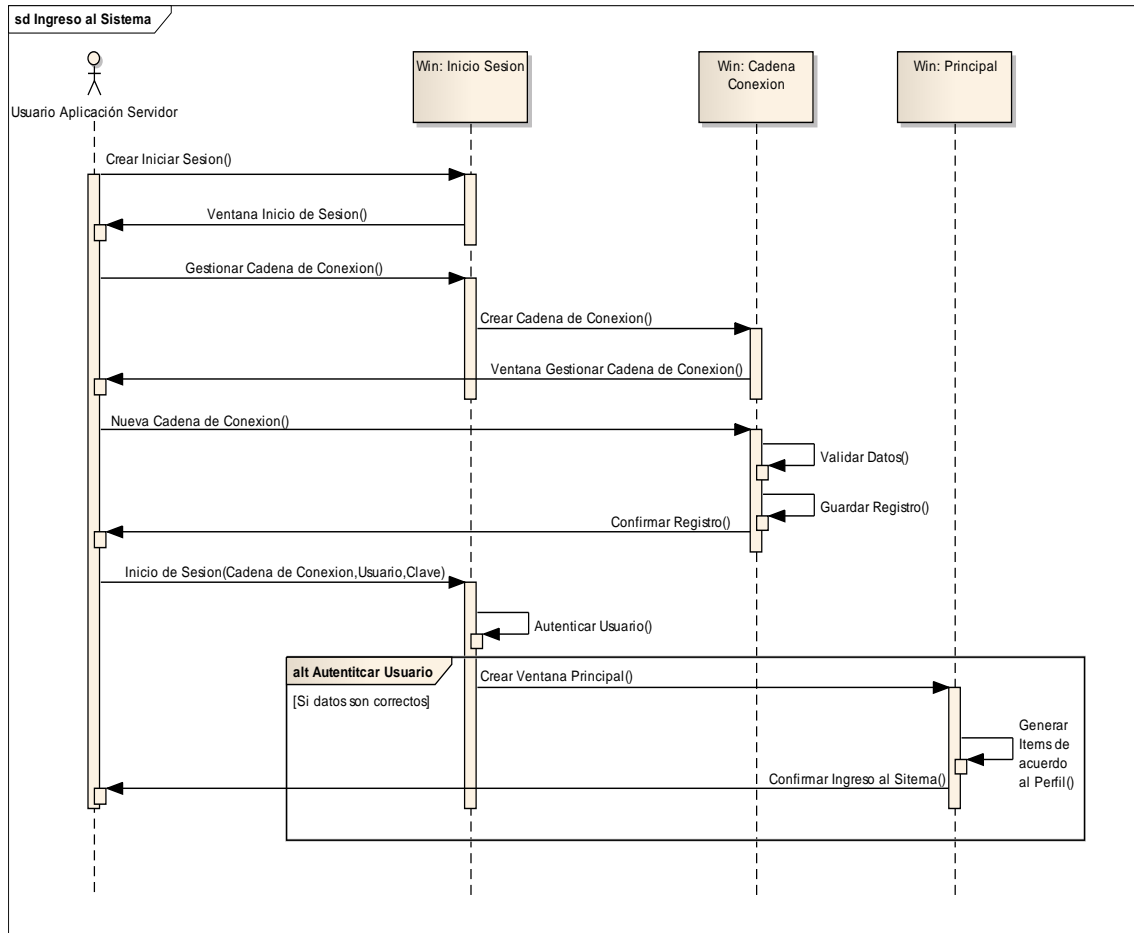 sd Ingreso al Sistema
Usuario Aplicación Servidor
Win: Inicio Sesion
Win: Cadena
Conexion
Win: Principal
Crear Iniciar Sesion()
Ventana Inicio de Sesion()
Gestionar Cadena de Conexion()
Crear Cadena de Conexion()
Ventana Gestionar Cadena de Conexion()
Nueva Cadena de Conexion()
Validar Datos()
Guardar Registro()
Confirmar Registro()
Inicio de Sesion(Cadena de Conexion,Usuario,Clave)
Autenticar Usuario()
alt Autentitcar Usuario
Crear Ventana Principal()
[Si datos son correctos]
Generar
Items de
acuerdo
al Perfil()
Confirmar Ingreso al Sitema()